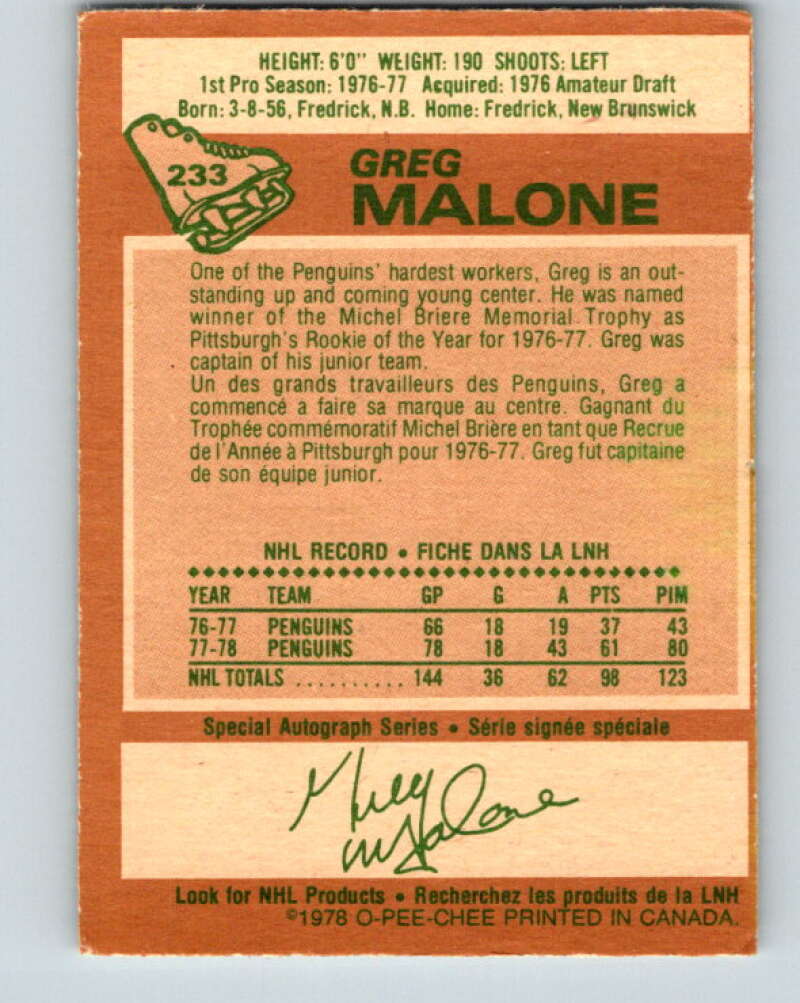 HEIGHT: 6'0" WEIGHT: 190 SHOOTS: LEFT
1st Pro Season: 1976-77 Acquired: 1976 Amateur Draft
Born: 3-8-56, Fredrick, N.B. Home: Fredrick, New Brunswick
233
GREG
MALONE
One of the Penguins' hardest workers, Greg is an out-
standing up and coming young center. He was named
winner of the Michel Briere Memorial Trophy as
Pittsburgh's Rookie of the Year for 1976-77. Greg was
captain of his junior team.
Un des grands travailleurs des Penguins, Greg a
commencé a faire sa marque au centre. Gagnant du
Trophée commémoratif Michel Brière en tant que Recrue
de l'Année à Pittsburgh pour 1976-77. Greg fut capitaine
de son équipe junior.
NHL RECORD • FICHE DANS LA LNH
YEAR TEAM GP G A PTS PIM
76-77 PENGUINS 66 18 19 37 43
77-78 PENGUINS 78 18 43 61 80
NHL TOTALS .......... 144 36 62 98 123
Special Autograph Series • Série signée spéciale
Greg
Malone
Look for NHL Products • Recherchez les produits de la LNH
©1978 O-PEE-CHEE PRINTED IN CANADA.